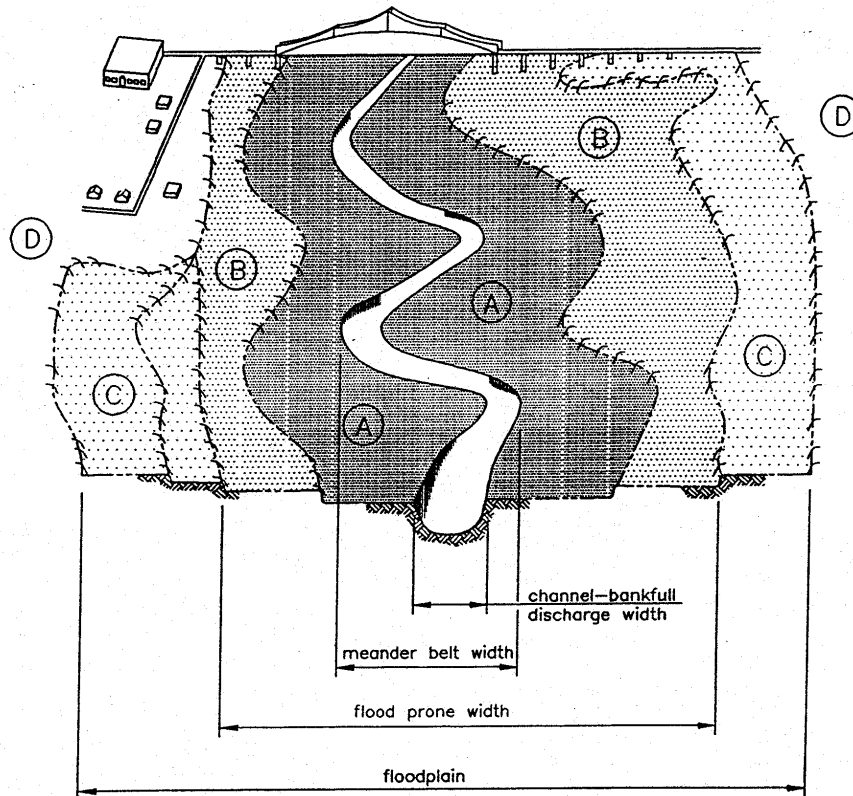 D
B
D
B
A
C
C
A
channel-bankfull
discharge width
meander belt width
flood prone width
floodplain